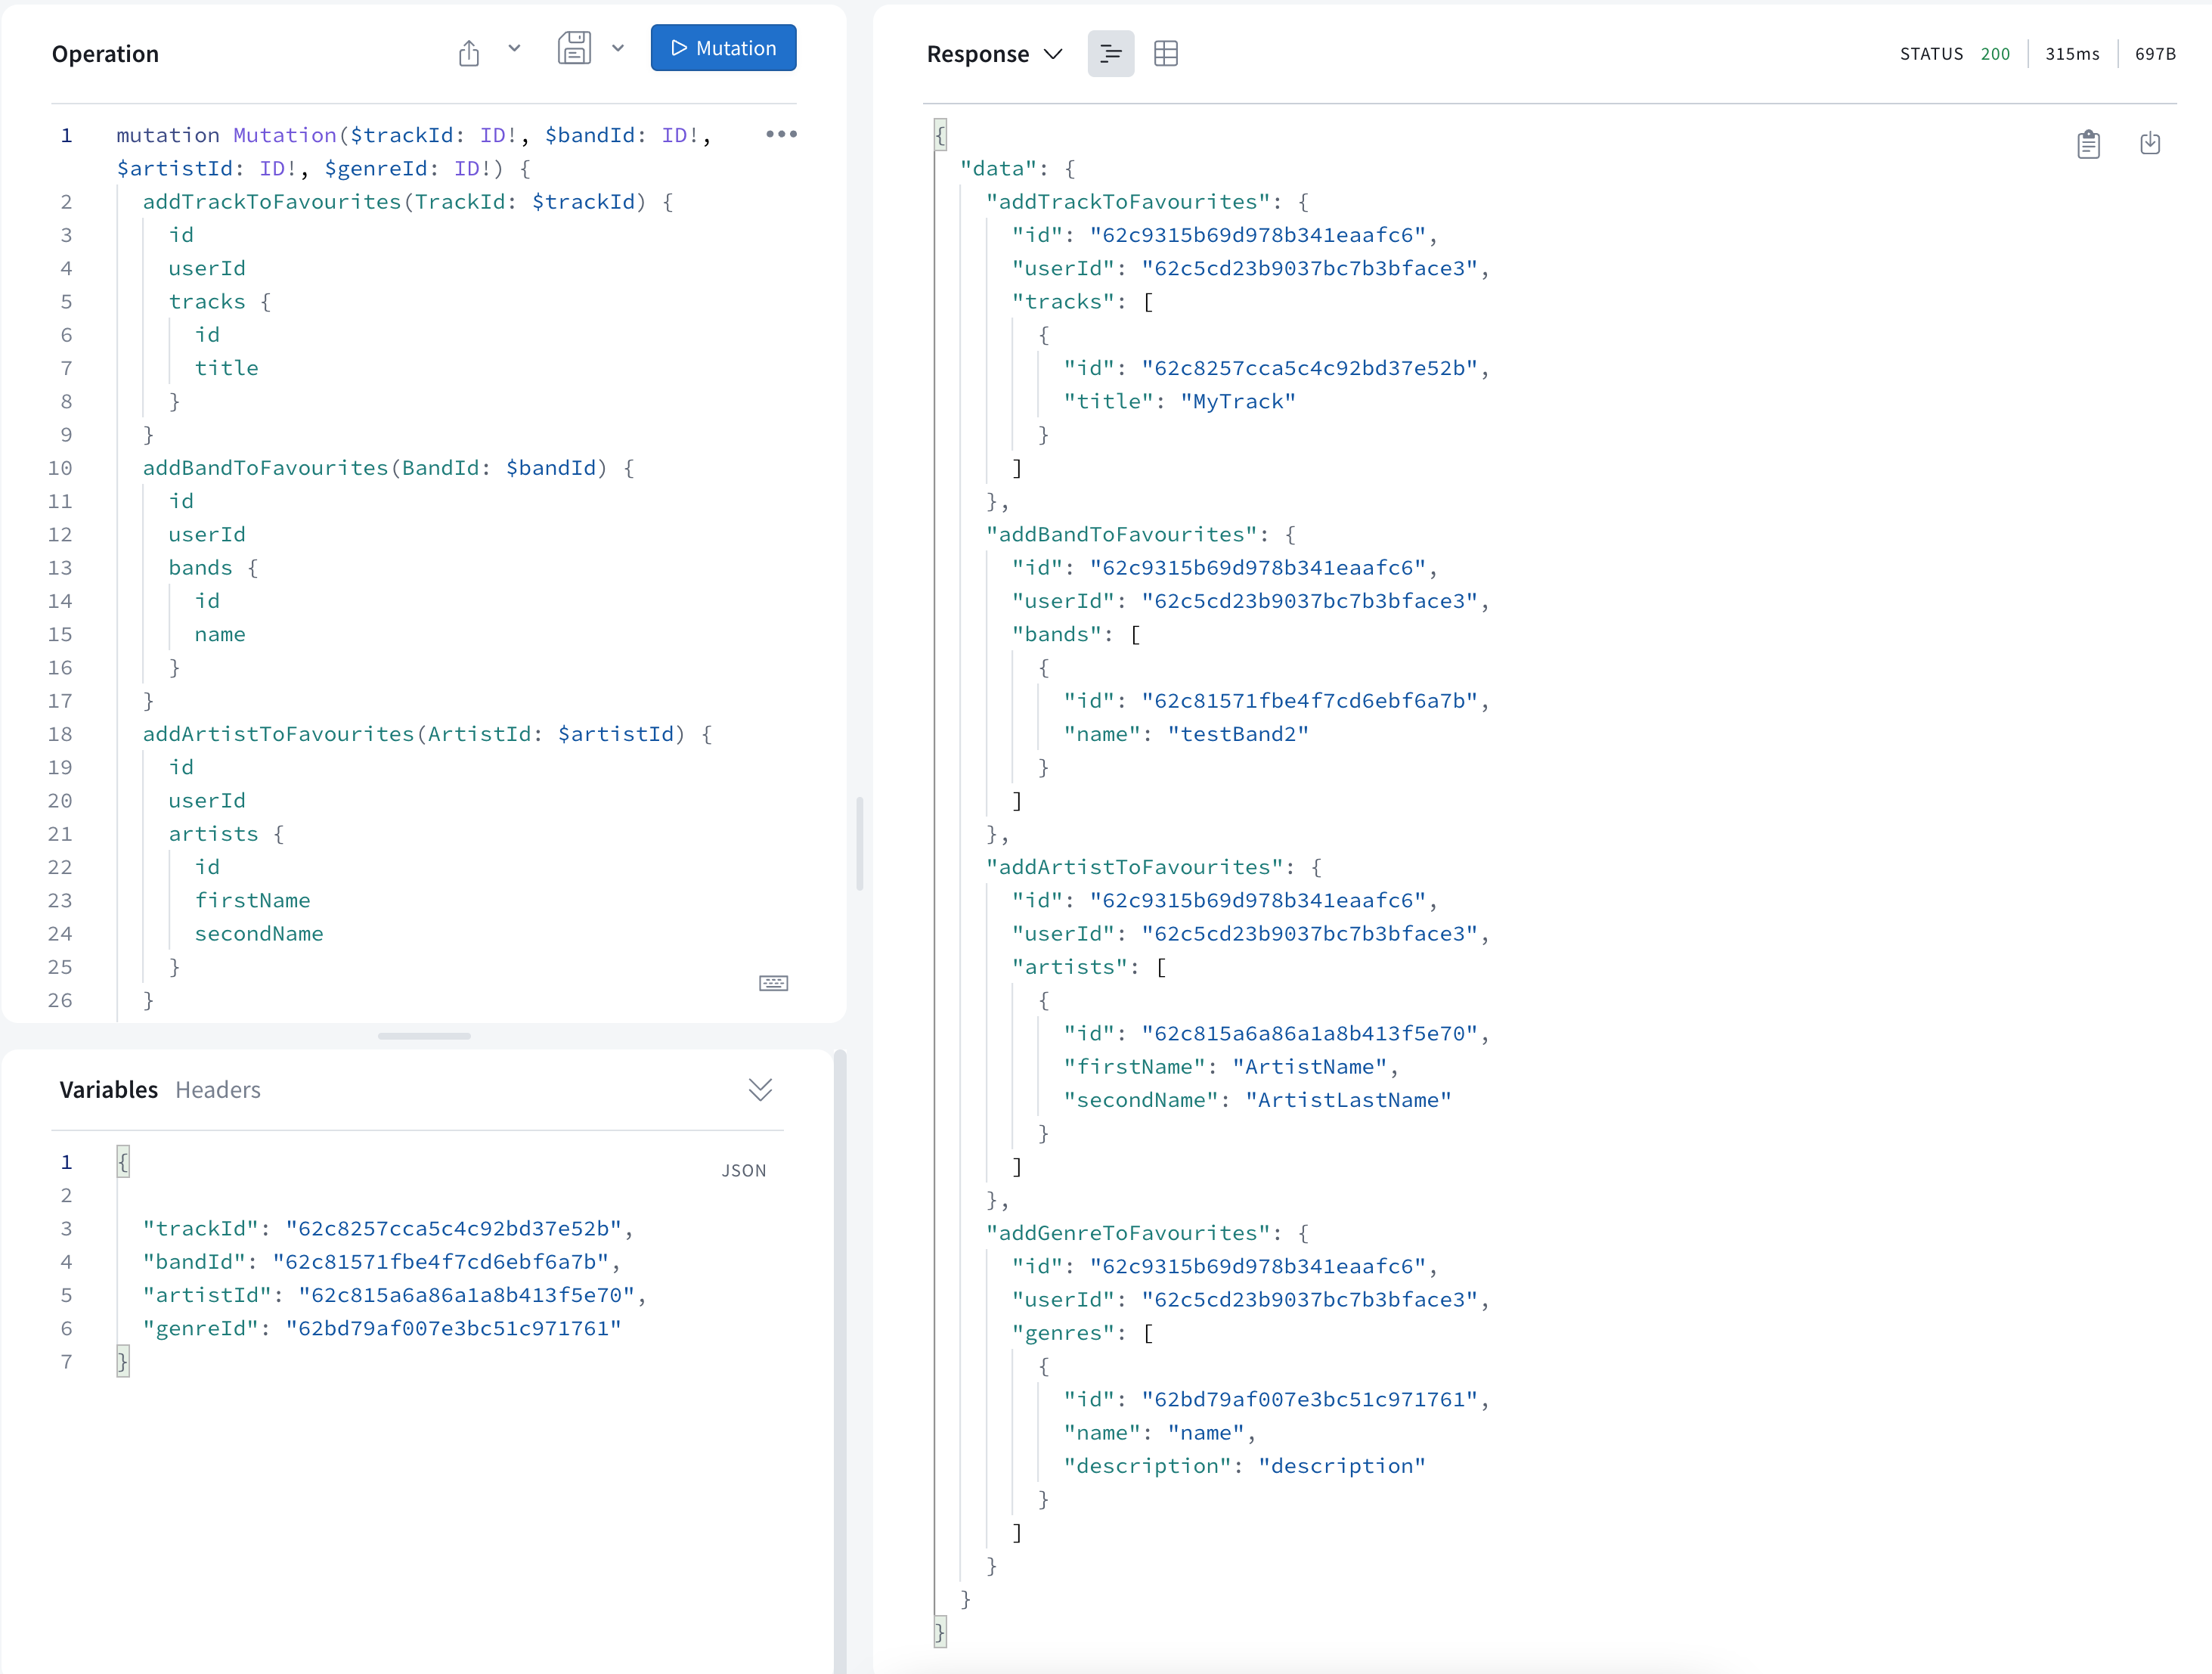 Operation
Mutation
1 mutation Mutation($trackId: ID!, $bandId: ID!,
$artistId: ID!, $genreId: ID!) {
2 addTrackToFavourites(TrackId: $trackId) {
3 id
4 userId
5 tracks {
6 id
7 title
8 }
9 }
10 addBandToFavourites(BandId: $bandId) {
11 id
12 userId
13 bands {
14 id
15 name
16 }
17 }
18 addArtistToFavourites(ArtistId: $artistId) {
19 id
20 userId
21 artists {
22 id
23 firstName
24 secondName
25 }
26 }
Variables Headers
JSON
1 {
2
3 "trackId": "62c8257cca5c4c92bd37e52b",
4 "bandId": "62c81571fbe4f7cd6ebf6a7b",
5 "artistId": "62c815a6a86a1a8b413f5e70",
6 "genreId": "62bd79af007e3bc51c971761"
7 }
Response
STATUS 200 315ms 697B
{
"data": {
"addTrackToFavourites": {
"id": "62c9315b69d978b341eaafc6",
"userId": "62c5cd23b9037bc7b3bface3",
"tracks": [
{
"id": "62c8257cca5c4c92bd37e52b",
"title": "MyTrack"
}
]
},
"addBandToFavourites": {
"id": "62c9315b69d978b341eaafc6",
"userId": "62c5cd23b9037bc7b3bface3",
"bands": [
{
"id": "62c81571fbe4f7cd6ebf6a7b",
"name": "testBand2"
}
]
},
"addArtistToFavourites": {
"id": "62c9315b69d978b341eaafc6",
"userId": "62c5cd23b9037bc7b3bface3",
"artists": [
{
"id": "62c815a6a86a1a8b413f5e70",
"firstName": "ArtistName",
"secondName": "ArtistLastName"
}
]
},
"addGenreToFavourites": {
"id": "62c9315b69d978b341eaafc6",
"userId": "62c5cd23b9037bc7b3bface3",
"genres": [
{
"id": "62bd79af007e3bc51c971761",
"name": "name",
"description": "description"
}
]
}
}
}